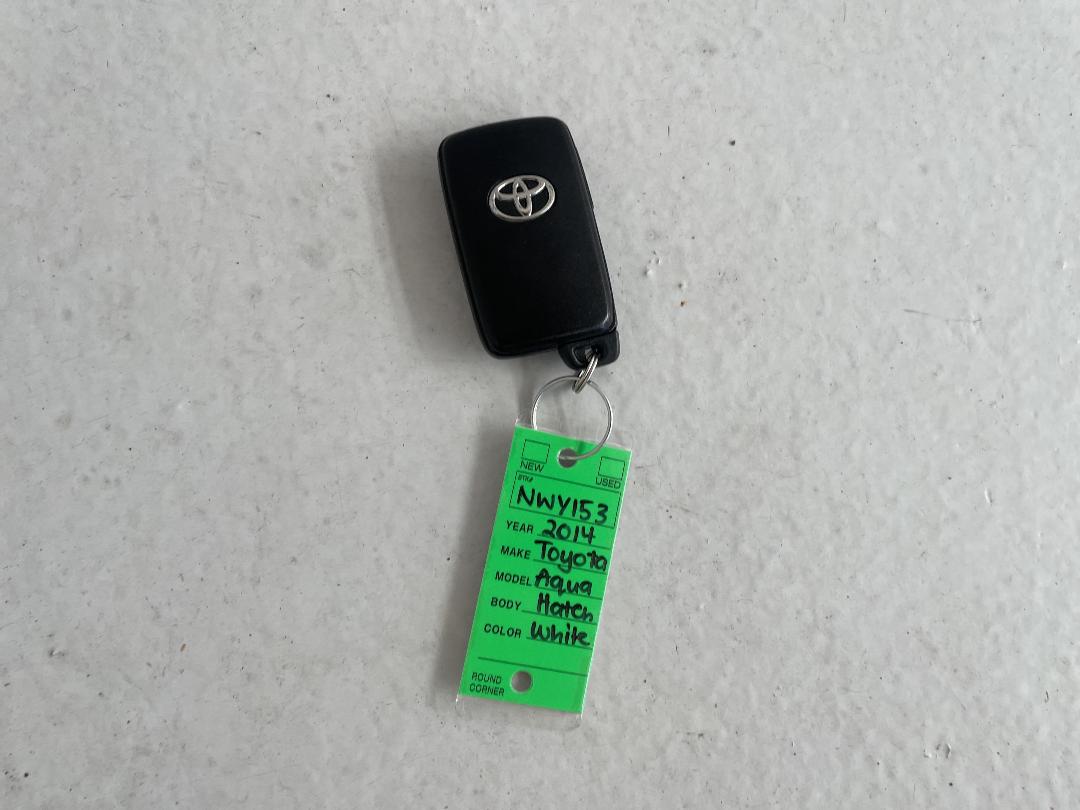 NEW USED
STK#
NWY153
YEAR 2014
MAKE Toyota
MODEL Aqua
BODY Hatch
COLOR White
ROUND
CORNER